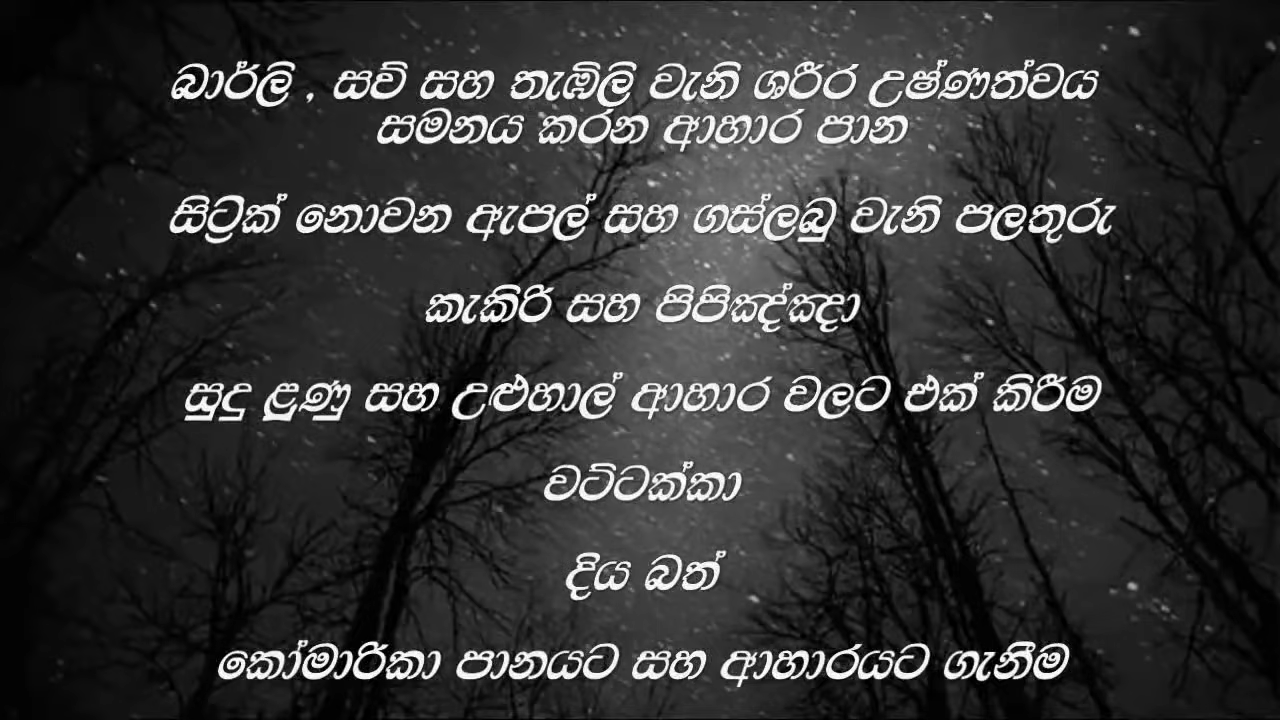 බාර්ලි , සව් සහ තැඹිලි වැනි ශරීර උෂ්ණත්වය
සමනය කරන ආහාර පාන
සිට්‍රික් නොවන ඇපල් සහ ගස්ලබු වැනි පලතුරු
කැකිරි සහ පිපිඤ්ඤා
සුදු ළූණු සහ උළුහාල් ආහාර වලට එක් කිරීම
වට්ටක්කා
දිය බත්
කෝමාරිකා පානයට සහ ආහාරයට ගැනීම